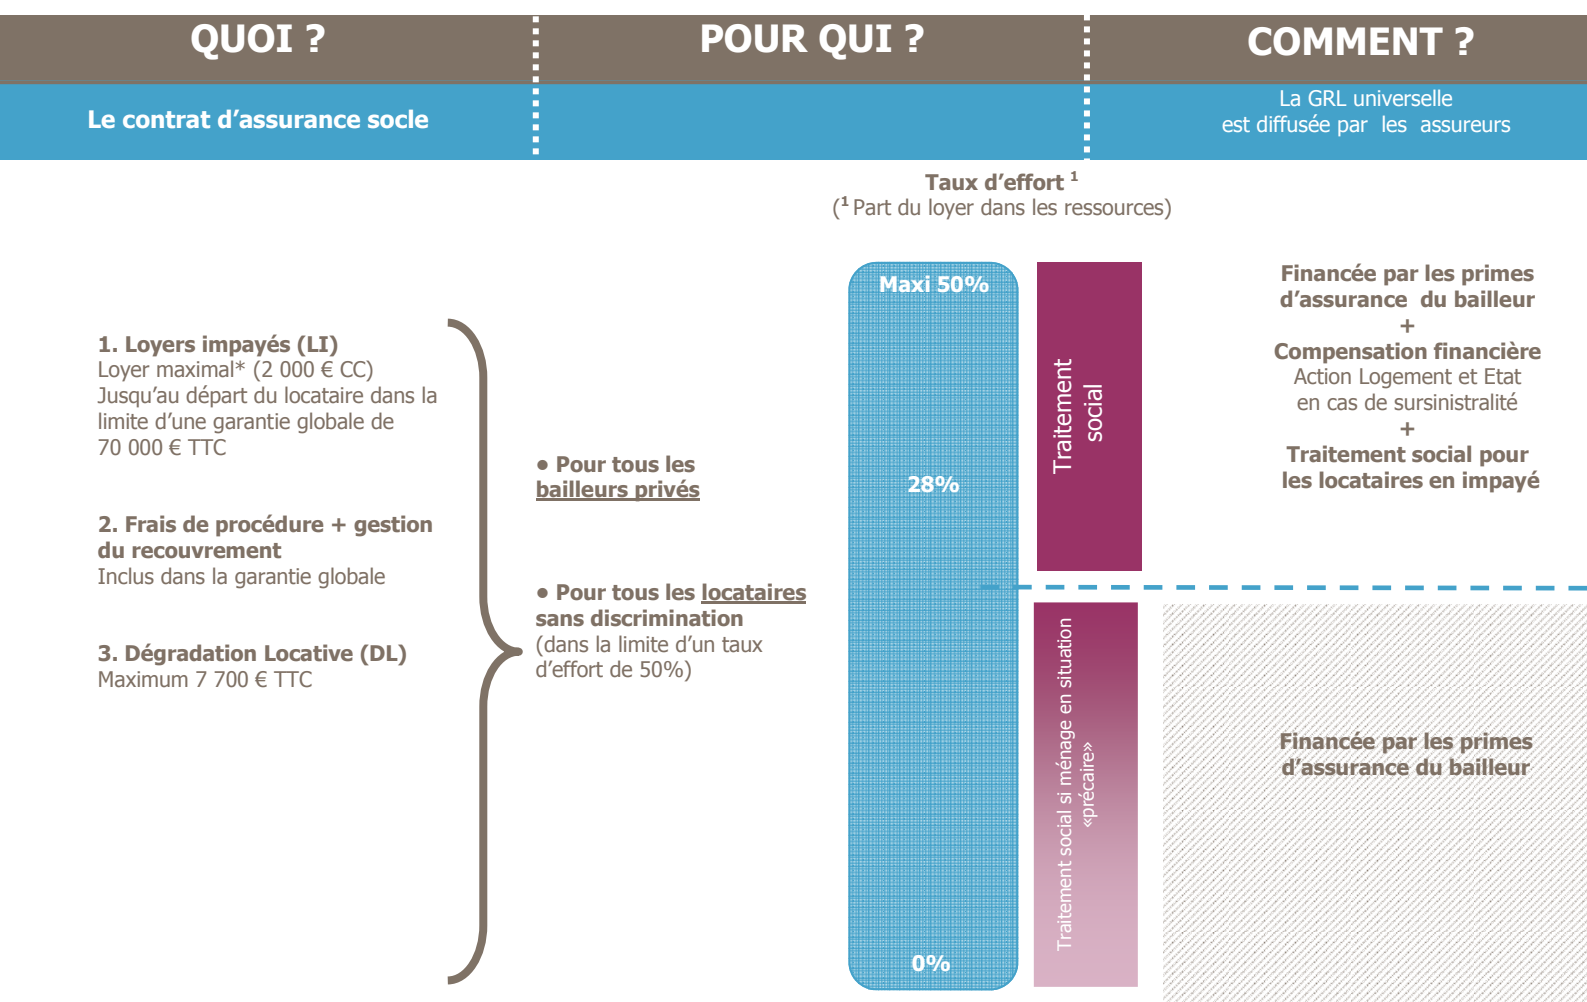 QUOI ?
POUR QUI ?
COMMENT ?
Le contrat d’assurance socle
La GRL universelle
est diffusée par les assureurs
Taux d’effort ¹
(¹ Part du loyer dans les ressources)
1. Loyers impayés (LI)
Loyer maximal* (2 000 € CC)
Jusqu’au départ du locataire dans la
limite d’une garantie globale de
70 000 € TTC
2. Frais de procédure + gestion
du recouvrement
Inclus dans la garantie globale
3. Dégradation Locative (DL)
Maximum 7 700 € TTC
• Pour tous les
bailleurs privés
• Pour tous les locataires
sans discrimination
(dans la limite d’un taux
d’effort de 50%)
Maxi 50%
28%
0%
Traitement
social
Traitement social si ménage en situation
«précaire»
Financée par les primes
d’assurance du bailleur
+
Compensation financière
Action Logement et Etat
en cas de sursinistralité
+
Traitement social pour
les locataires en impayé
Financée par les primes
d’assurance du bailleur